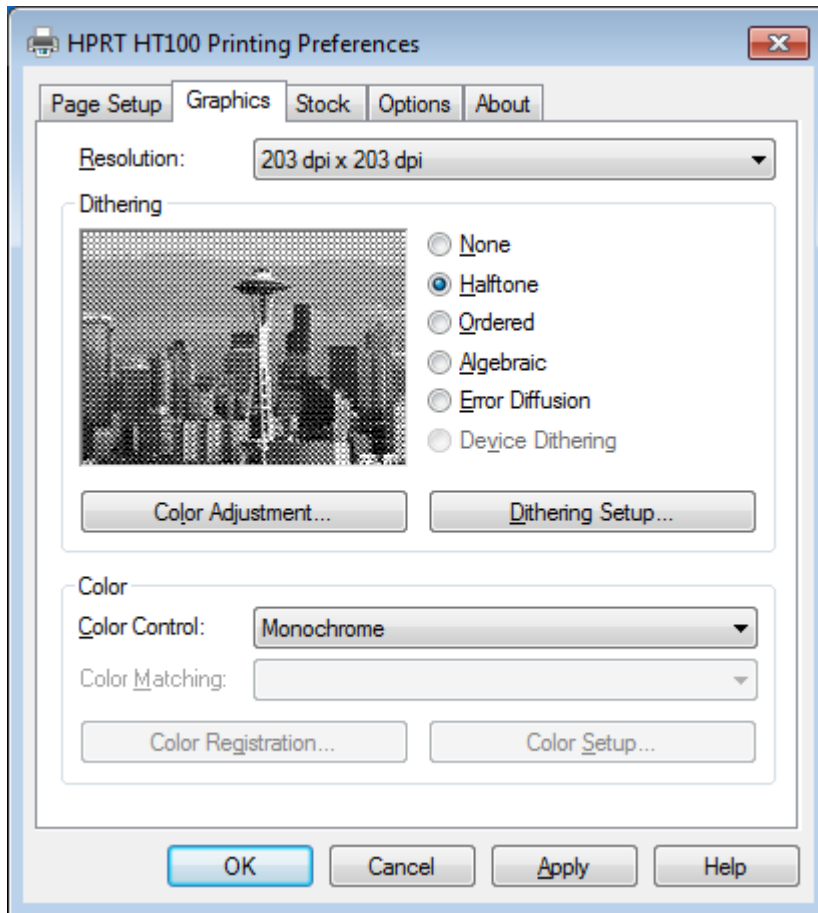 HPRT HT100 Printing Preferences
Page Setup Graphics Stock Options About
Resolution: 203 dpi x 203 dpi
Dithering
None
Halftone
Ordered
Algebraic
Error Diffusion
Device Dithering
Color Adjustment... Dithering Setup...
Color
Color Control: Monochrome
Color Matching:
Color Registration... Color Setup...
OK Cancel Apply Help